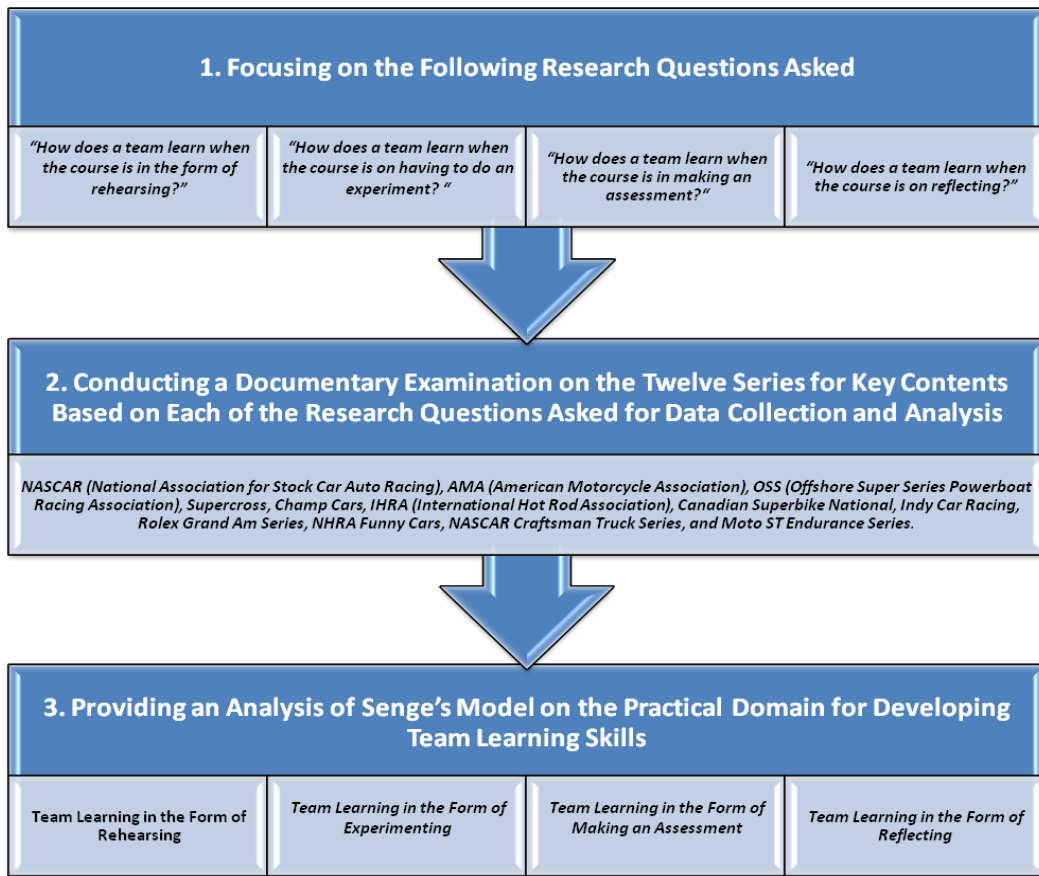 1. Focusing on the Following Research Questions Asked
“How does a team learn when
the course is in the form of
rehearsing?”
“How does a team learn when
the course is on having to do an
experiment? “
“How does a team learn when
the course is in making an
assessment?“
“How does a team learn when
the course is on reflecting?”
2. Conducting a Documentary Examination on the Twelve Series for Key Contents
Based on Each of the Research Questions Asked for Data Collection and Analysis
NASCAR (National Association for Stock Car Auto Racing), AMA (American Motorcycle Association), OSS (Offshore Super Series Powerboat
Racing Association), Supercross, Champ Cars, IHRA (International Hot Rod Association), Canadian Superbike National, Indy Car Racing,
Rolex Grand Am Series, NHRA Funny Cars, NASCAR Craftsman Truck Series, and Moto ST Endurance Series.
3. Providing an Analysis of Senge’s Model on the Practical Domain for Developing
Team Learning Skills
Team Learning in the Form of
Rehearsing
Team Learning in the Form of
Experimenting
Team Learning in the Form of
Making an Assessment
Team Learning in the Form of
Reflecting